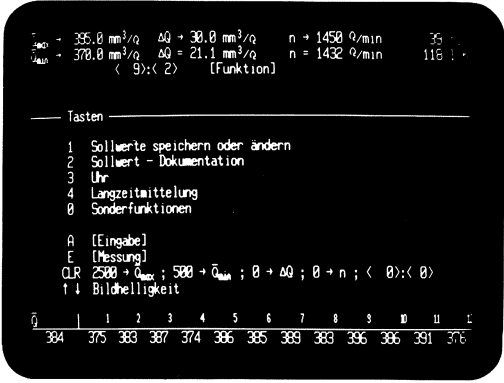 Q̄max → 395.0 mm³/Ω ΔQ → 30.0 mm³/Ω n → 1450 Ω/min
Q̄min → 370.0 mm³/Ω ΔQ = 21.1 mm³/Ω n = 1432 Ω/min
< 9>:< 2> [Funktion]
Tasten
1 Sollwerte speichern oder ändern
2 Sollwert - Dokumentation
3 Uhr
4 Langzeitmittelung
0 Sonderfunktionen
A [Eingabe]
E [Messung]
CLR 2500 → Q̄max ; 500 → Q̄min ; 0 → ΔQ ; 0 → n ; < 0>:< 0>
↑ ↓ Bildhelligkeit
Q̄ 1 2 3 4 5 6 7 8 9 10 11
384 375 383 387 374 386 385 389 383 396 386 391 376